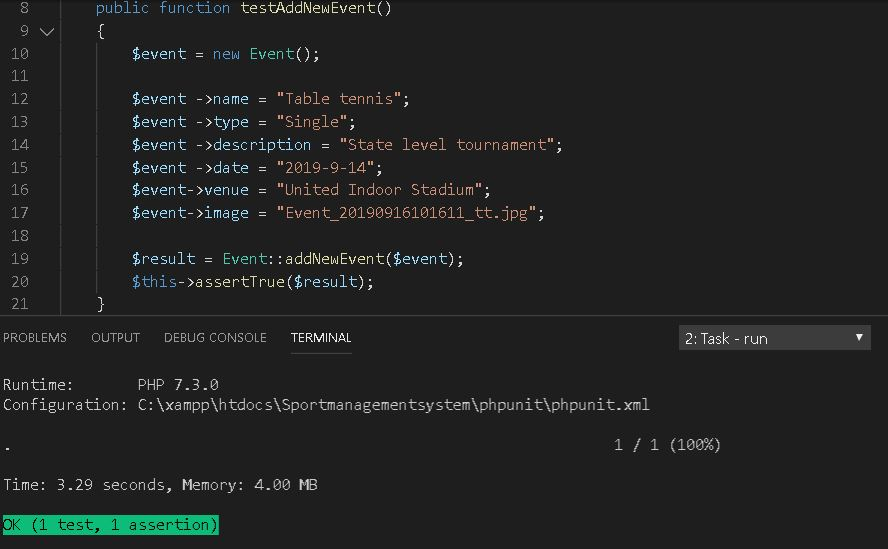 8 public function testAddNewEvent()
9 {
10 $event = new Event();
11
12 $event ->name = "Table tennis";
13 $event ->type = "Single";
14 $event ->description = "State level tournament";
15 $event ->date = "2019-9-14";
16 $event->venue = "United Indoor Stadium";
17 $event->image = "Event_20190916101611_tt.jpg";
18
19 $result = Event::addNewEvent($event);
20 $this->assertTrue($result);
21 }
PROBLEMS OUTPUT DEBUG CONSOLE TERMINAL 2: Task - run
Runtime: PHP 7.3.0
Configuration: C:\xampp\htdocs\Sportmanagementsystem\phpunit\phpunit.xml
. 1 / 1 (100%)
Time: 3.29 seconds, Memory: 4.00 MB
OK (1 test, 1 assertion)